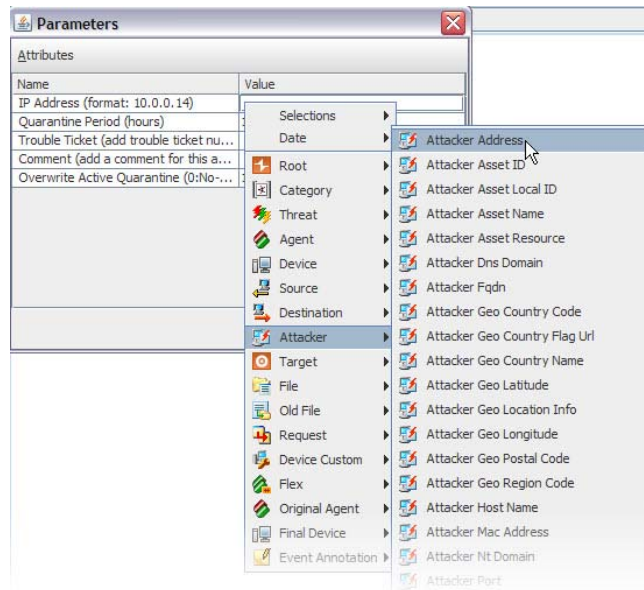 Parameters
Attributes
Name Value
IP Address (format: 10.0.0.14)
Quarantine Period (hours)
Trouble Ticket (add trouble ticket nu...
Comment (add a comment for this a...
Overwrite Active Quarantine (0:No-...
Selections
Date
Root
Category
Threat
Agent
Device
Source
Destination
Attacker
Target
File
Old File
Request
Device Custom
Flex
Original Agent
Final Device
Event Annotation
Attacker Address
Attacker Asset ID
Attacker Asset Local ID
Attacker Asset Name
Attacker Asset Resource
Attacker Dns Domain
Attacker Fqdn
Attacker Geo Country Code
Attacker Geo Country Flag Url
Attacker Geo Country Name
Attacker Geo Latitude
Attacker Geo Location Info
Attacker Geo Longitude
Attacker Geo Postal Code
Attacker Geo Region Code
Attacker Host Name
Attacker Mac Address
Attacker Nt Domain
Attacker Port